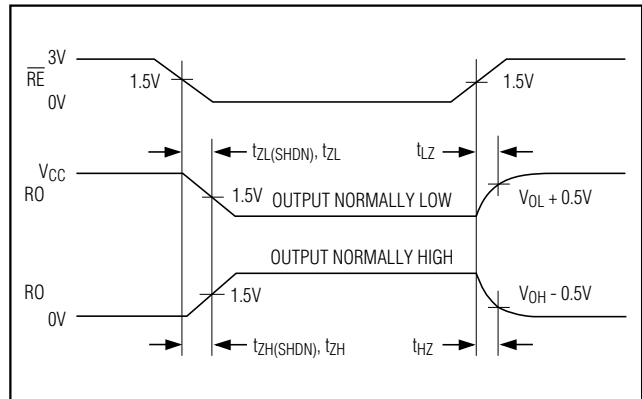 3V
RE
1.5V
1.5V
0V
tZL(SHDN), tZL
tLZ
VCC
RO
1.5V
OUTPUT NORMALLY LOW
VOL + 0.5V
OUTPUT NORMALLY HIGH
RO
1.5V
VOH - 0.5V
0V
tZH(SHDN), tZH
tHZ